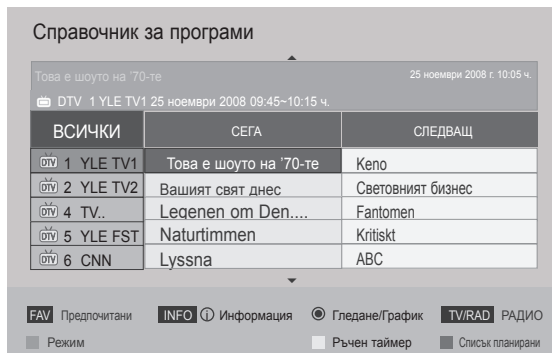 Справочник за програми
Това е шоуто на '70-те 25 ноември 2008 г. 10:05 ч.
DTV 1 YLE TV1 25 ноември 2008 09:45~10:15 ч.
ВСИЧКИ СЕГА СЛЕДВАЩ
DTV 1 YLE TV1 Това е шоуто на '70-те Keno
DTV 2 YLE TV2 Вашият свят днес Световният бизнес
DTV 4 TV.. Legenen om Den.... Fantomen
DTV 5 YLE FST Naturtimmen Kritiskt
DTV 6 CNN Lyssna ABC
FAV Предпочитани INFO i Информация Гледане/График TV/RAD РАДИО
Режим Ръчен таймер Списък планирани